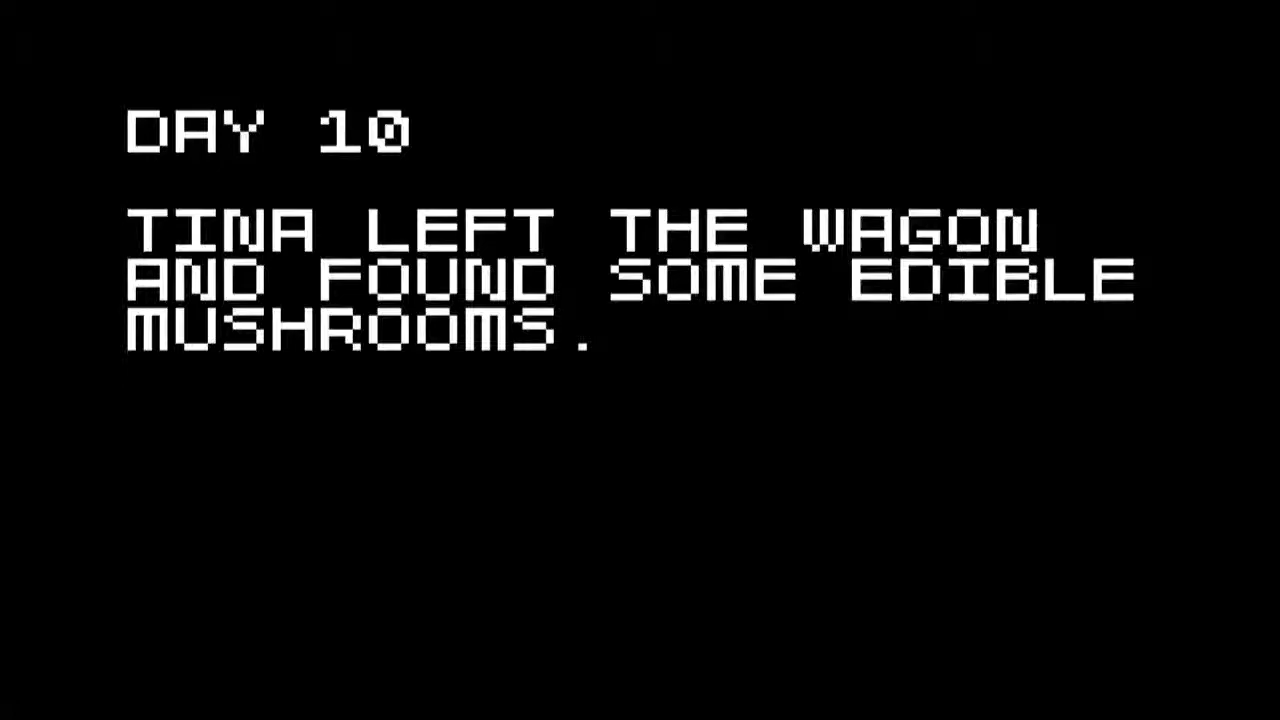 DAY 10
TINA LEFT THE WAGON
AND FOUND SOME EDIBLE
MUSHROOMS.